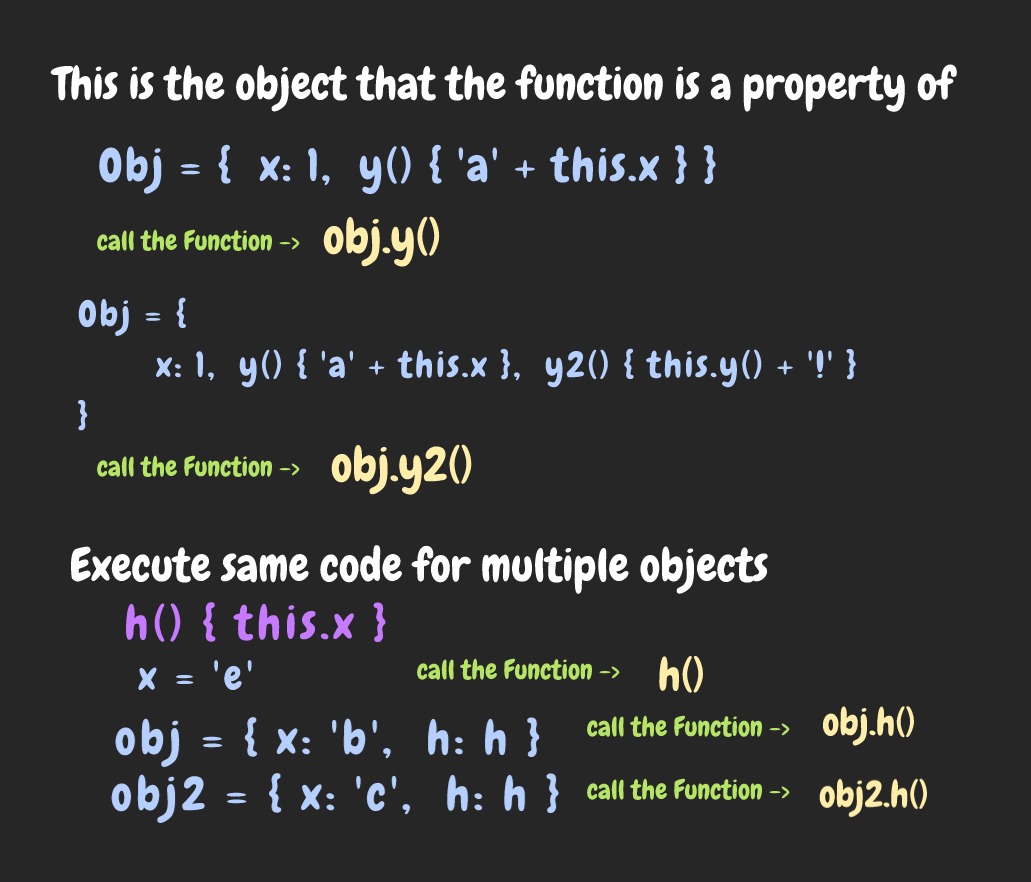 This is the object that the function is a property of
Obj = { x: 1, y() { 'a' + this.x } }
call the Function -> obj.y()
Obj = {
x: 1, y() { 'a' + this.x }, y2() { this.y() + '!' }
}
call the Function -> obj.y2()
Execute same code for multiple objects
h() { this.x }
x = 'e' call the Function -> h()
obj = { x: 'b', h: h } call the Function -> obj.h()
obj2 = { x: 'c', h: h } call the Function -> obj2.h()